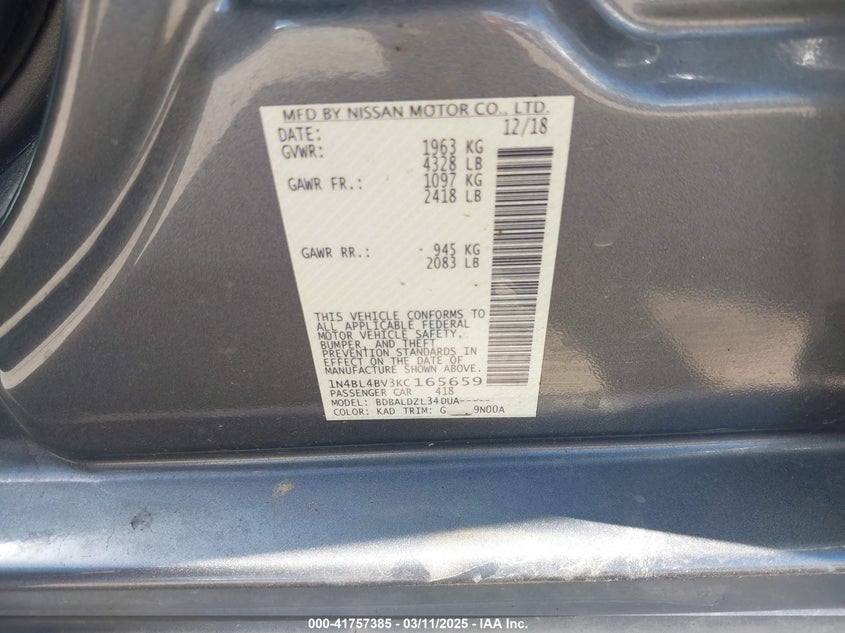 MFD BY NISSAN MOTOR CO., LTD.
DATE: 12/18
GVWR: 1963 KG
4328 LB
GAWR FR.: 1097 KG
2418 LB
GAWR RR.: 945 KG
2083 LB
THIS VEHICLE CONFORMS TO
ALL APPLICABLE FEDERAL
MOTOR VEHICLE SAFETY,
BUMPER, AND THEFT
PREVENTION STANDARDS IN
EFFECT ON THE DATE OF
MANUFACTURE SHOWN ABOVE.
1N4BL4BV3KC165659
PASSENGER CAR 418
MODEL: BDBALDZL34DUA-----
COLOR: KAD TRIM: G 9N00A
000-41757385 - 03/11/2025 - IAA Inc.